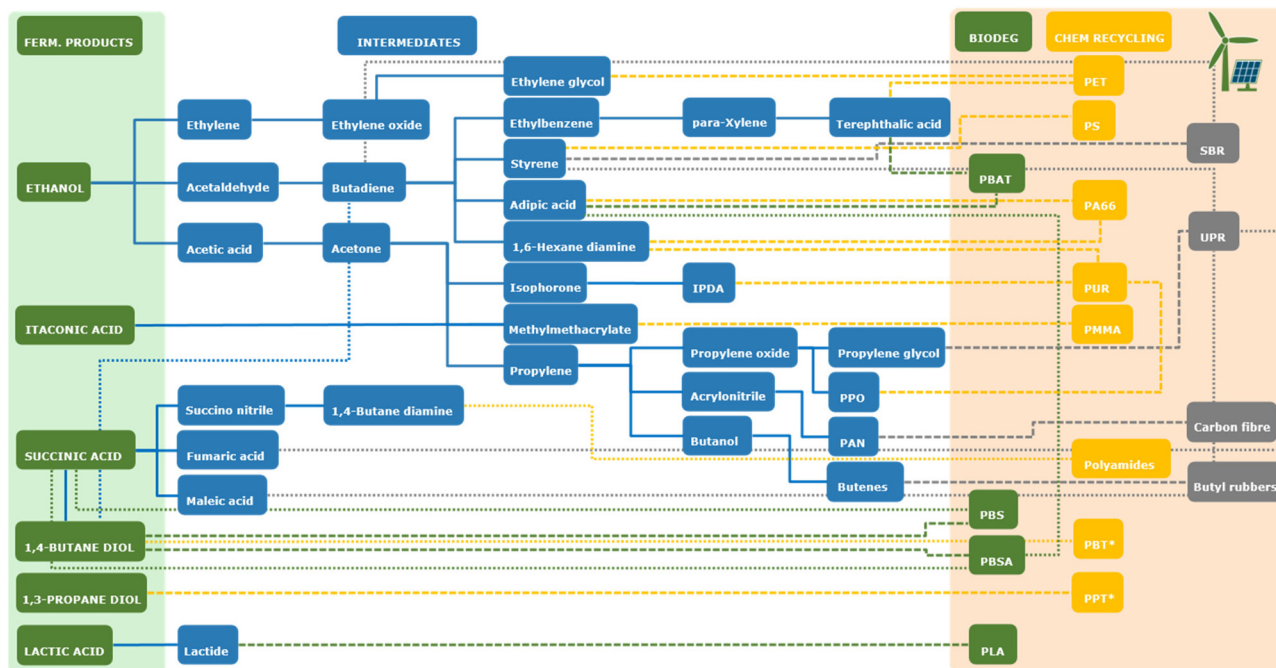 FERM. PRODUCTS
INTERMEDIATES
BIODEG
CHEM RECYCLING
Ethylene glycol
PET
Ethylene
Ethylene oxide
Ethylbenzene
para-Xylene
Terephthalic acid
PS
SBR
Styrene
ETHANOL
Acetaldehyde
Butadiene
PBAT
Adipic acid
PA66
Acetic acid
Acetone
1,6-Hexane diamine
UPR
Isophorone
IPDA
PUR
ITACONIC ACID
Methylmethacrylate
PMMA
Propylene oxide
Propylene glycol
Propylene
Acrylonitrile
PPO
Succino nitrile
1,4-Butane diamine
Butanol
PAN
Carbon fibre
SUCCINIC ACID
Fumaric acid
Polyamides
Maleic acid
Butenes
Butyl rubbers
PBS
1,4-BUTANE DIOL
PBT*
PBSA
1,3-PROPANE DIOL
PPT*
LACTIC ACID
Lactide
PLA